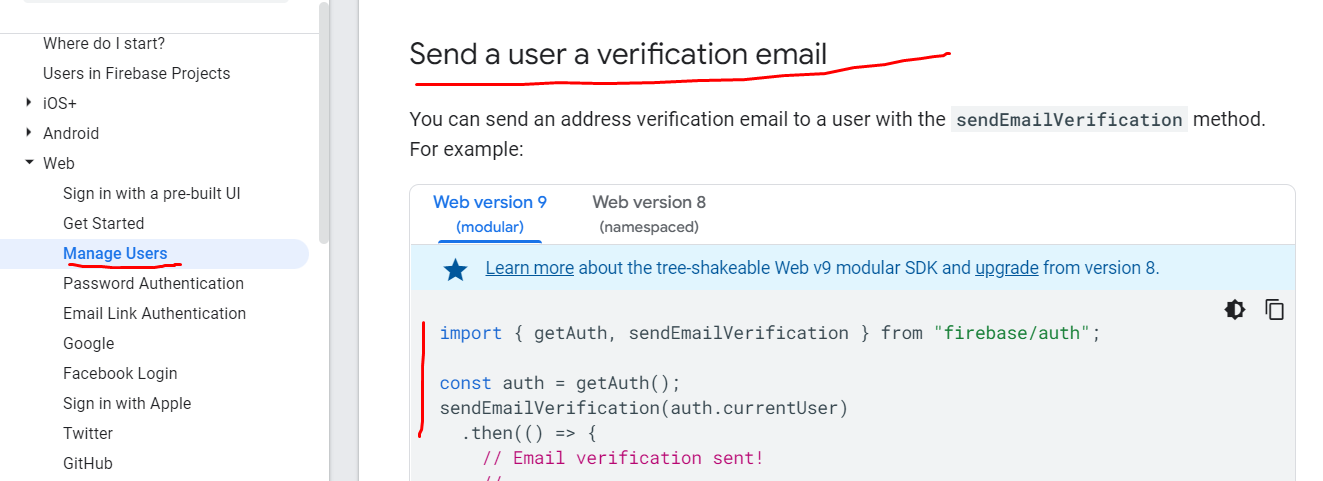 Where do I start?
Users in Firebase Projects
iOS+
Android
Web
Sign in with a pre-built UI
Get Started
Manage Users
Password Authentication
Email Link Authentication
Google
Facebook Login
Sign in with Apple
Twitter
GitHub
Send a user a verification email
You can send an address verification email to a user with the sendEmailVerification method.
For example:
Web version 9 Web version 8
(modular) (namespaced)
Learn more about the tree-shakeable Web v9 modular SDK and upgrade from version 8.
import { getAuth, sendEmailVerification } from "firebase/auth";
const auth = getAuth();
sendEmailVerification(auth.currentUser)
.then(() => {
// Email verification sent!
//